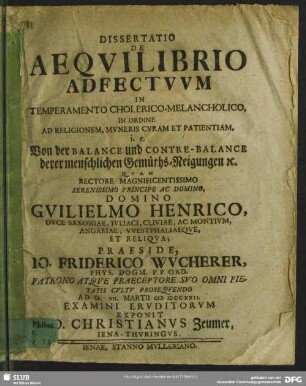 DISSERTATIO
DE
AEQVILIBRIO
ADFECTVVM
IN
TEMPERAMENTO CHOLERICO-MELANCHOLICO,
IN ORDINE
AD RELIGIONEM, MVNERIS CVRAM ET PATIENTIAM,
i. e.
Von der BALANCE und CONTRE-BALANCE
derer menschlichen Gemüths-Neigungen ꝛc.
QVAM
RECTORE MAGNIFICENTISSIMO
SERENISSIMO PRINCIPE AC DOMINO,
DOMINO
GVILIELMO HENRICO,
DVCE SAXONIAE, IVLIACI, CLIVIAE, AC MONTIVM,
ANGARIAE, VVESTPHALIAEQVE,
ET RELIQVA;
PRAESIDE,
IO. FRIDERICO WVCHERER,
PHYS. DOGM. P. P. ORD.
PATRONO ATQVE PRAECEPTORE SVO OMNI PIE-
TATIS CVLTV PROSEQVENDO
AD D. VII. MARTII
EXAMINI ERVDITORVM
EXPONIT
CHRISTIANVS Zeumer,
IENA-THVRINGVS.
IENAE, STANNO MVLLERIANO.
SLUB